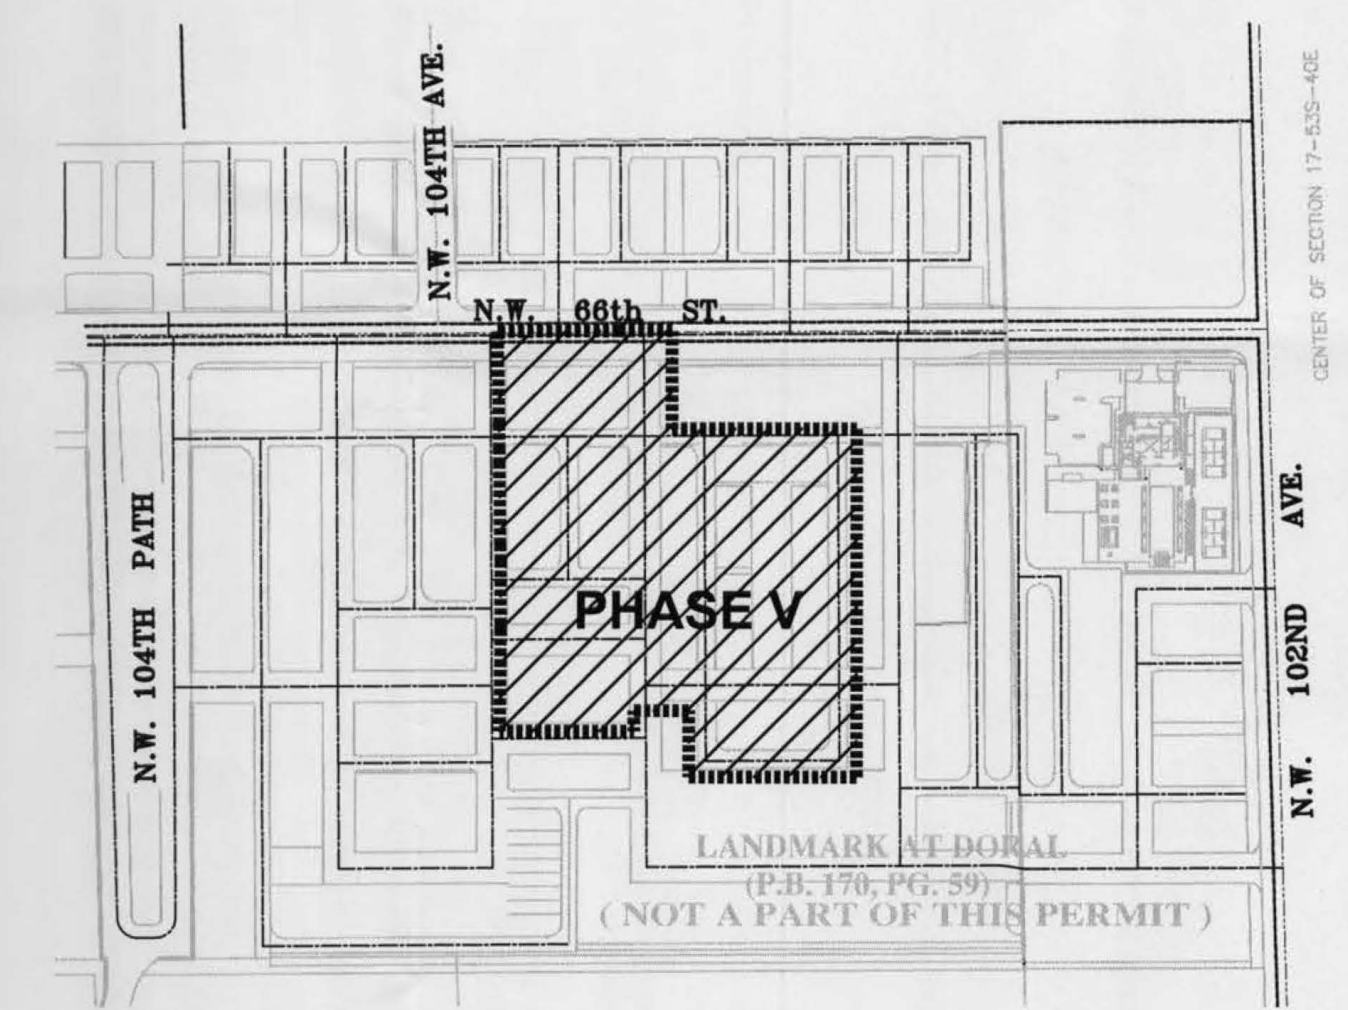 N.W. 104TH AVE.
CENTER OF SECTION 17-53S-40E
N.W. 66th ST.
N.W. 104TH PATH
PHASE V
N.W. 102ND AVE.
LANDMARK AT DORAL
(P.B. 170, PG. 59)
( NOT A PART OF THIS PERMIT )